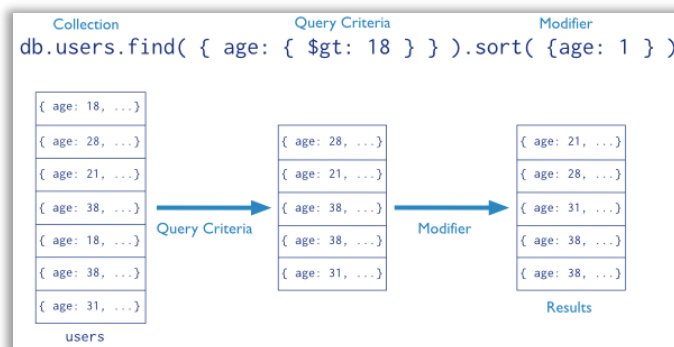 Collection Query Criteria Modifier
db.users.find( { age: { $gt: 18 } } ).sort( {age: 1 } )
{ age: 18, ...}
{ age: 28, ...}
{ age: 21, ...}
{ age: 38, ...}
{ age: 18, ...}
{ age: 38, ...}
{ age: 31, ...}
users
Query Criteria
{ age: 28, ...}
{ age: 21, ...}
{ age: 38, ...}
{ age: 38, ...}
{ age: 31, ...}
Modifier
{ age: 21, ...}
{ age: 28, ...}
{ age: 31, ...}
{ age: 38, ...}
{ age: 38, ...}
Results